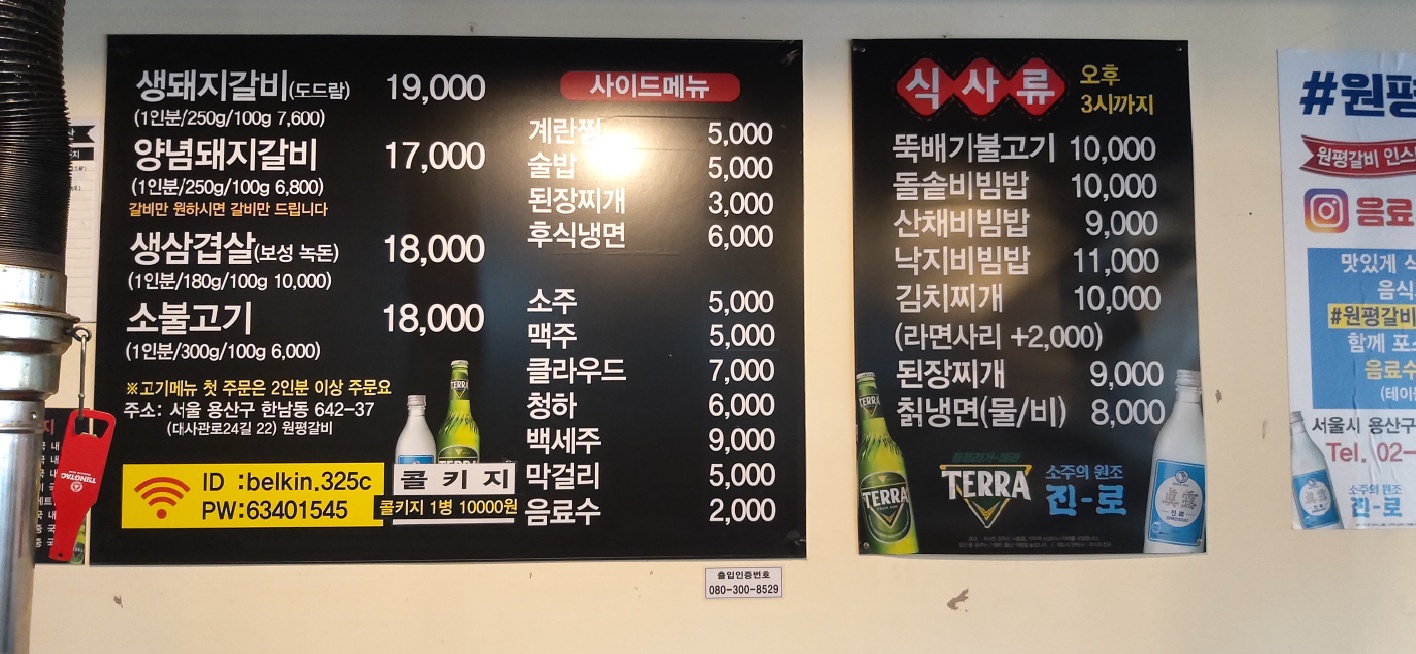 생돼지갈비(도드람) 19,000
(1인분/250g/100g 7,600)
양념돼지갈비 17,000
(1인분/250g/100g 6,800)
갈비만 원하시면 갈비만 드립니다
생삼겹살(보성 녹돈) 18,000
(1인분/180g/100g 10,000)
소불고기 18,000
(1인분/300g/100g 6,000)
※고기메뉴 첫 주문은 2인분 이상 주문요
주소: 서울 용산구 한남동 642-37
(대사관로24길 22) 원평갈비
ID :belkin.325c
PW:63401545
TERRA
콜키지
콜키지 1병 10000원
사이드메뉴
계란찜 5,000
술밥 5,000
된장찌개 3,000
후식냉면 6,000
소주 5,000
맥주 5,000
클라우드 7,000
청하 6,000
백세주 9,000
막걸리 5,000
음료수 2,000
출입인증번호
080-300-8529
식사류 오후
3시까지
뚝배기불고기 10,000
돌솥비빔밥 10,000
산채비빔밥 9,000
낙지비빔밥 11,000
김치찌개 10,000
(라면사리 +2,000)
된장찌개 9,000
칡냉면(물/비) 8,000
TERRA
TERRA
TERRA
소주의 원조
진-로
眞露
진로
#원평
원평갈비 인스
음료
맛있게 식
음식
#원평갈비
함께 포스
음료수
(테이
서울시 용산구
Tel. 02-
소주의 원조
진-로
TSINGTAO